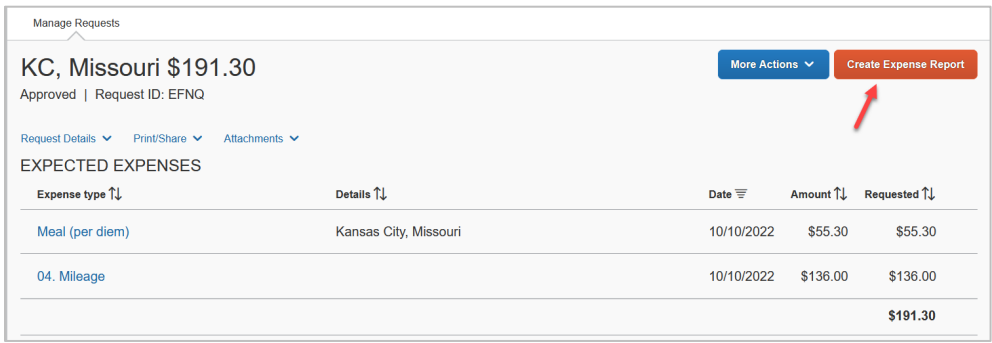 Manage Requests
KC, Missouri $191.30
More Actions
Create Expense Report
Approved | Request ID: EFNQ
Request Details Print/Share Attachments
EXPECTED EXPENSES
Expense type Details Date Amount Requested
Meal (per diem) Kansas City, Missouri 10/10/2022 $55.30 $55.30
04. Mileage 10/10/2022 $136.00 $136.00
$191.30